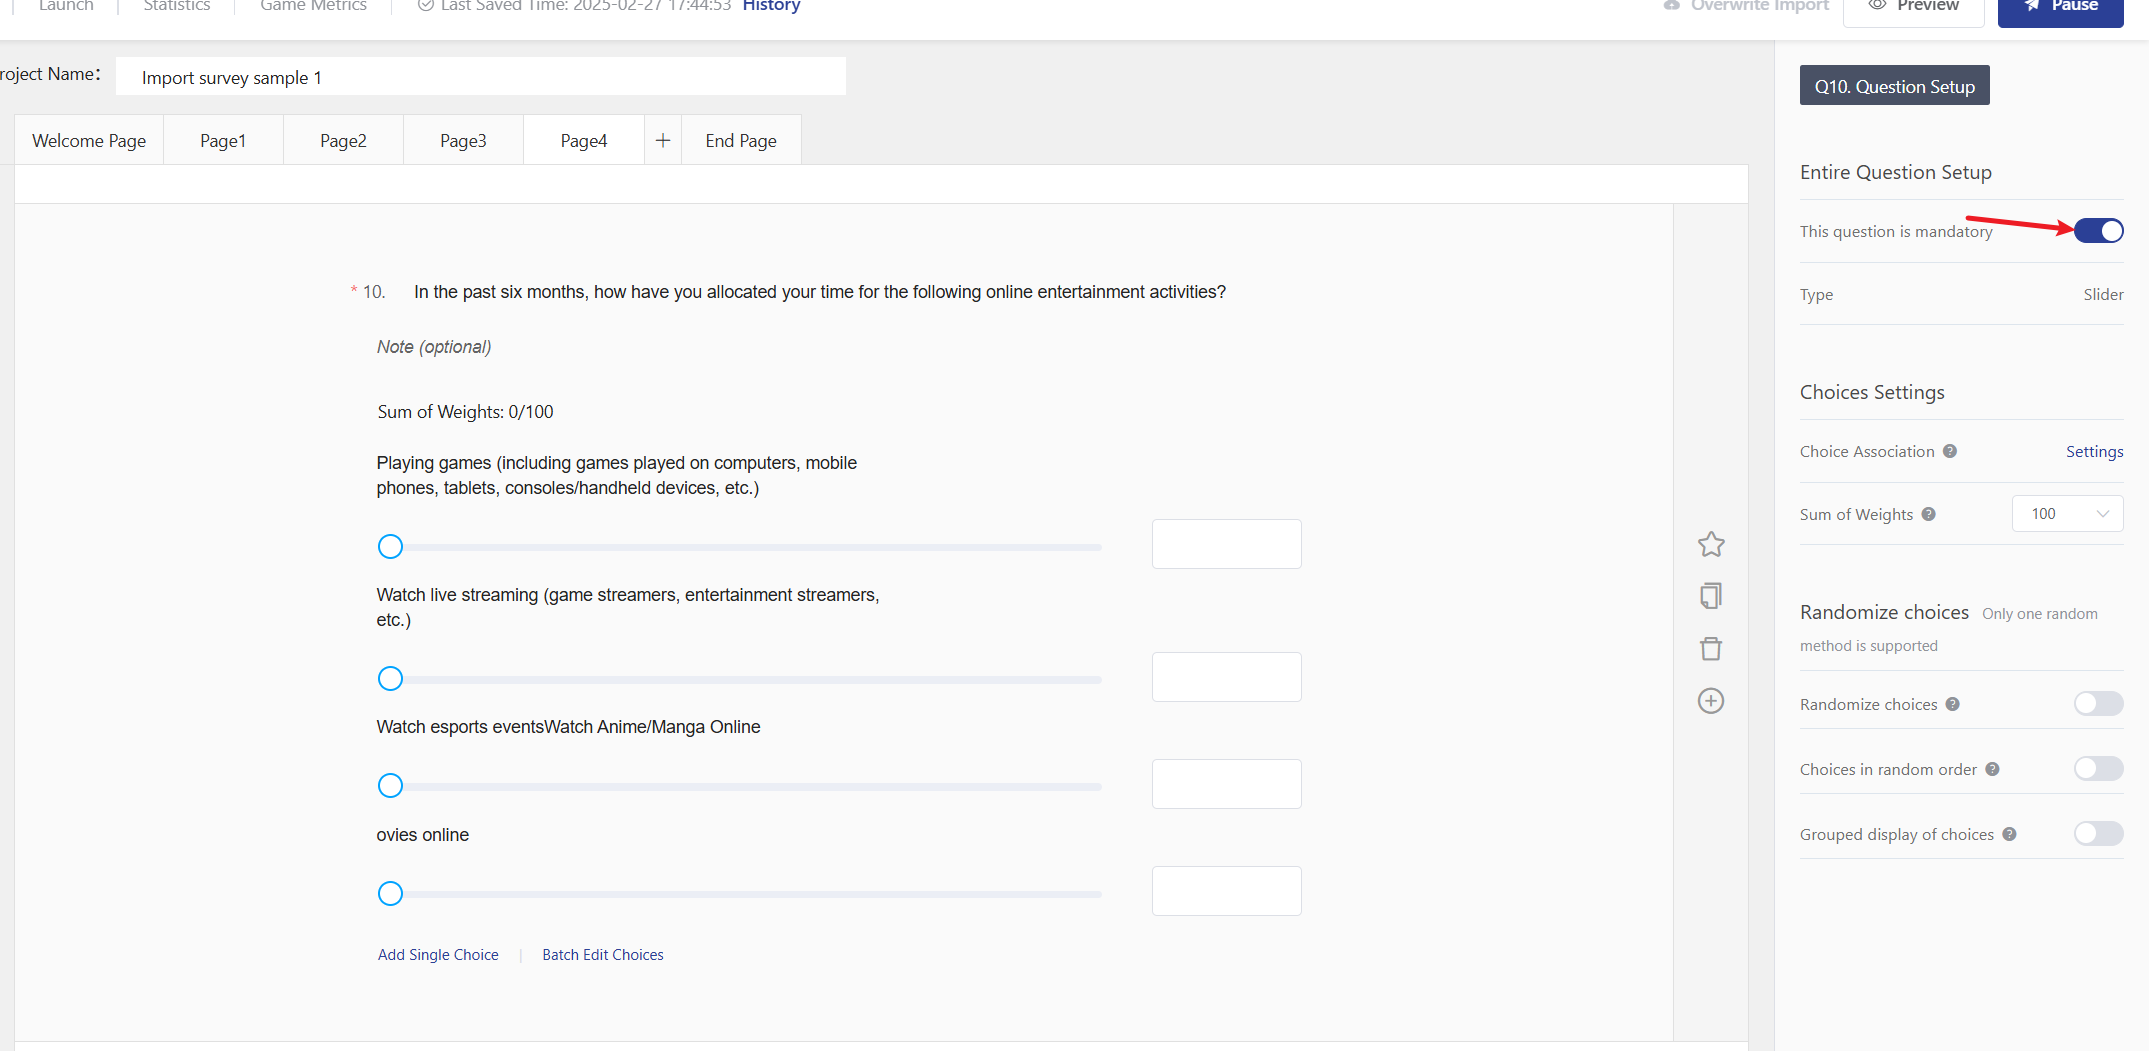 Launch Statistics Game Metrics Last Saved Time: 2025-02-27 17:44:53 History Overwrite Import Preview Pause
roject Name: Import survey sample 1
Welcome Page Page1 Page2 Page3 Page4 + End Page
* 10. In the past six months, how have you allocated your time for the following online entertainment activities?
Note (optional)
Sum of Weights: 0/100
Playing games (including games played on computers, mobile
phones, tablets, consoles/handheld devices, etc.)
Watch live streaming (game streamers, entertainment streamers,
etc.)
Watch esports eventsWatch Anime/Manga Online
ovies online
Add Single Choice | Batch Edit Choices
Q10. Question Setup
Entire Question Setup
This question is mandatory
Type Slider
Choices Settings
Choice Association ? Settings
Sum of Weights ? 100
Randomize choices Only one random
method is supported
Randomize choices ?
Choices in random order ?
Grouped display of choices ?